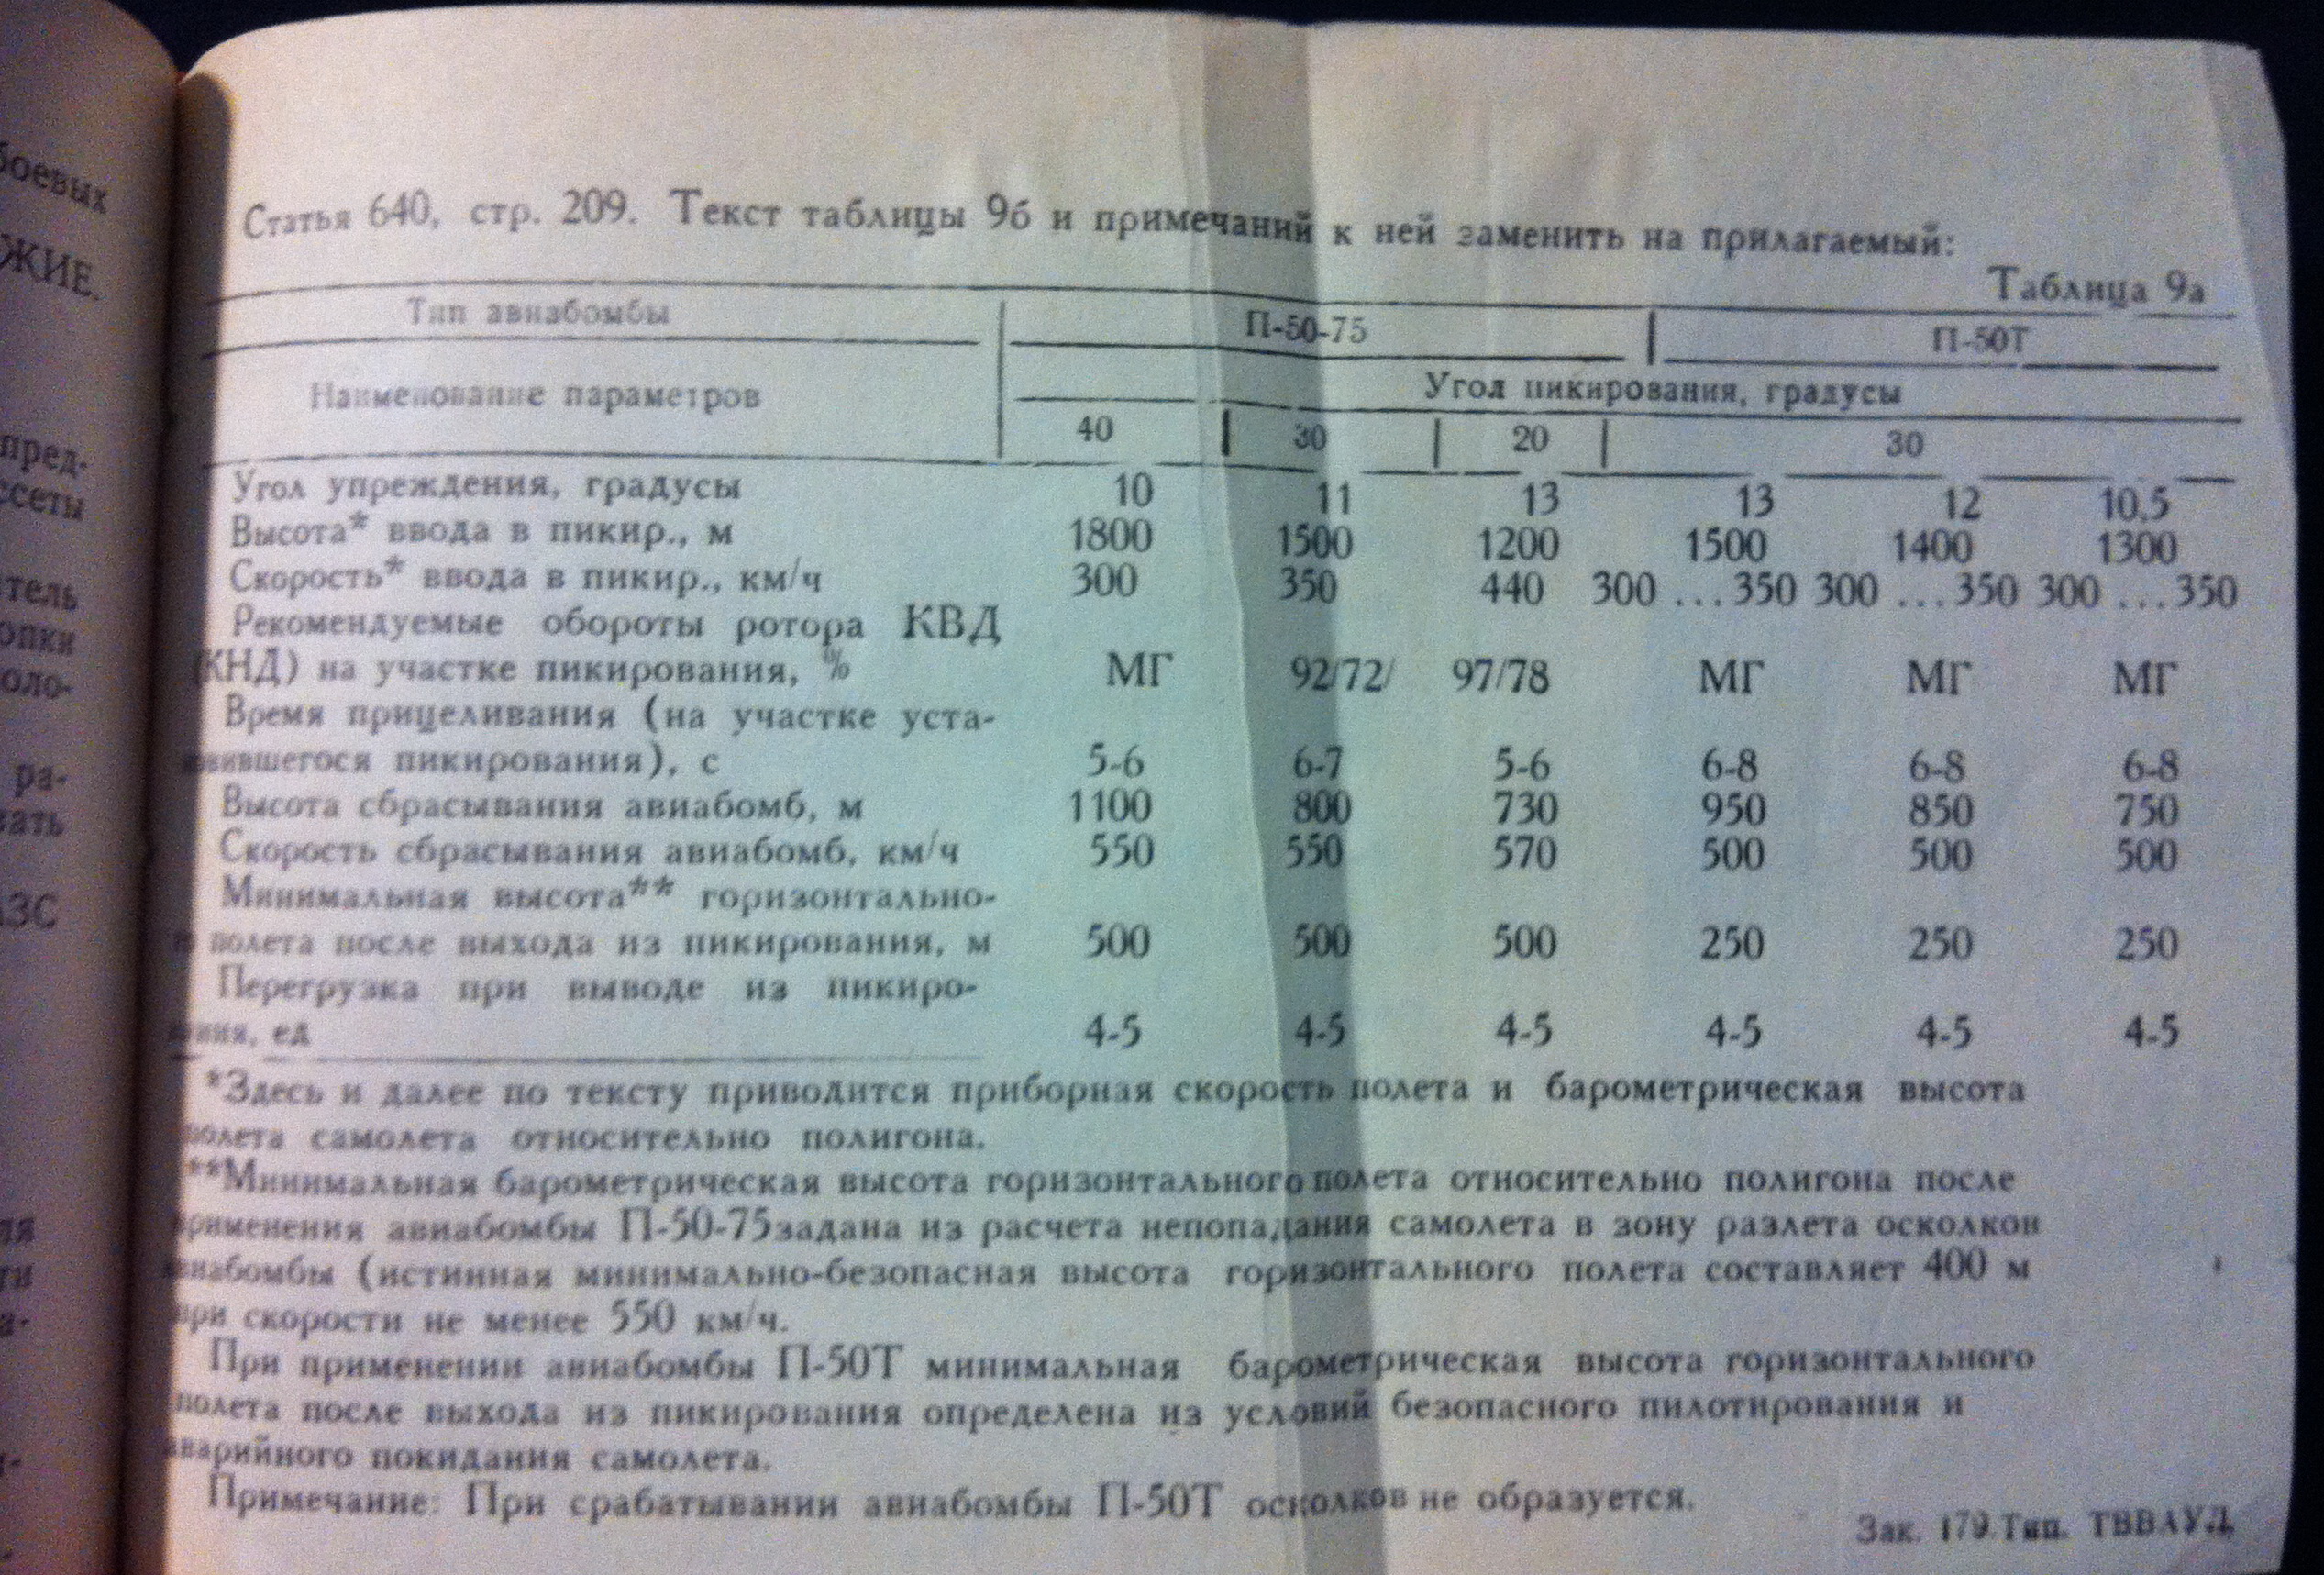 боевых
ЖИЕ.
пред-
ссеты
тель
опки
оло-
ра-
вать
АЗС
Статья 640, стр. 209. Текст таблицы 9б и примечаний к ней заменить на прилагаемый:
Таблица 9а
Тип авиабомбы П-50-75 П-50Т
Наименование параметров Угол пикирования, градусы
40 30 20 30
Угол упреждения, градусы 10 11 13 13 12 10,5
Высота* ввода в пикир., м 1800 1500 1200 1500 1400 1300
Скорость* ввода в пикир., км/ч 300 350 440 300 ...350 300 ...350 300 ...350
Рекомендуемые обороты ротора КВД
(КНД) на участке пикирования, % МГ 92/72/ 97/78 МГ МГ МГ
Время прицеливания (на участке уста-
вившегося пикирования), с 5-6 6-7 5-6 6-8 6-8 6-8
Высота сбрасывания авиабомб, м 1100 800 730 950 850 750
Скорость сбрасывания авиабомб, км/ч 550 550 570 500 500 500
Минимальная высота** горизонтально-
полета после выхода из пикирования, м 500 500 500 250 250 250
Перегрузка при выводе из пикиро-
ния, ед 4-5 4-5 4-5 4-5 4-5 4-5
*Здесь и далее по тексту приводится приборная скорость полета и барометрическая высота
полета самолета относительно полигона.
**Минимальная барометрическая высота горизонтального полета относительно полигона после
применения авиабомбы П-50-75задана из расчета непопадания самолета в зону разлета осколков
авиабомбы (истинная минимально-безопасная высота горизонтального полета составляет 400 м
при скорости не менее 550 км/ч.
При применении авиабомбы П-50Т минимальная барометрическая высота горизонтального
полета после выхода из пикирования определена из условий безопасного пилотирования и
аварийного покидания самолета.
Примечание: При срабатывании авиабомбы П-50Т осколков не образуется.
Зак. 179.Тип. ТВВАУЛ